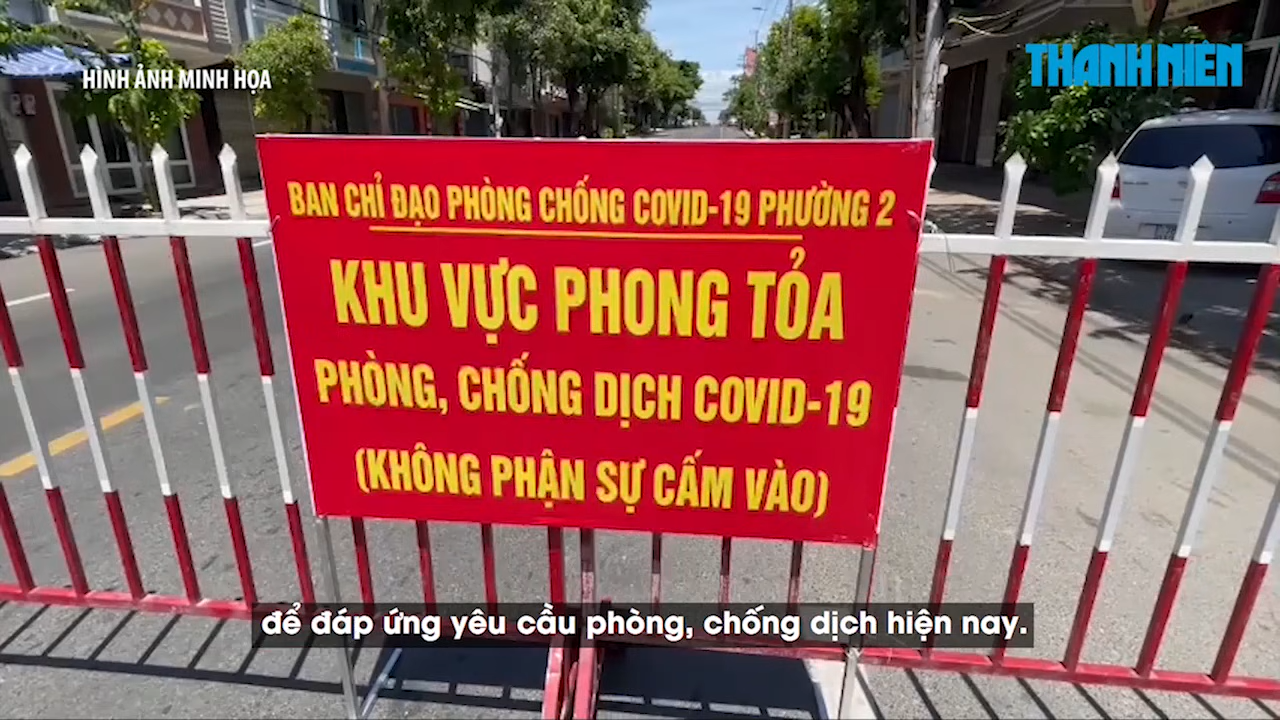 HÌNH ẢNH MINH HỌA
THANH NIÊN
BAN CHỈ ĐẠO PHÒNG CHỐNG COVID-19 PHƯỜNG 2
KHU VỰC PHONG TỎA
PHÒNG, CHỐNG DỊCH COVID-19
(KHÔNG PHẬN SỰ CẤM VÀO)
để đáp ứng yêu cầu phòng, chống dịch hiện nay.